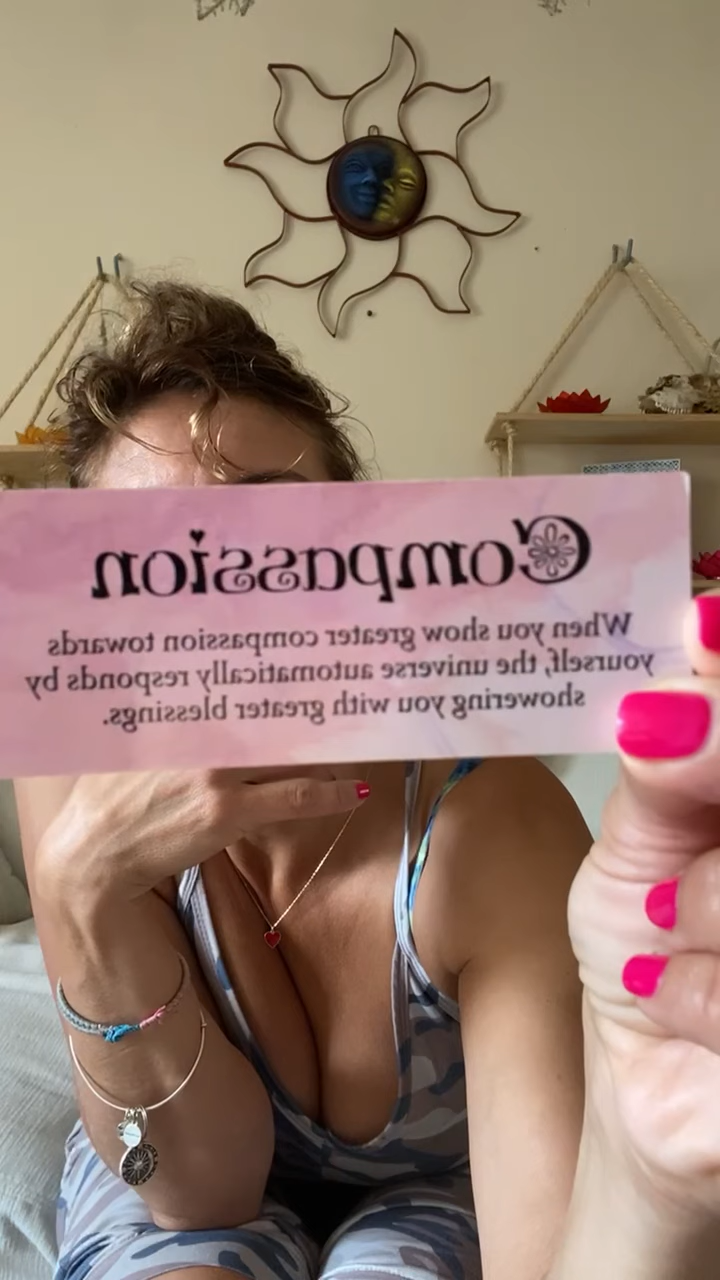 Compassion
When you show greater compassion towards
yourself, the universe automatically responds by
showering you with greater blessings.